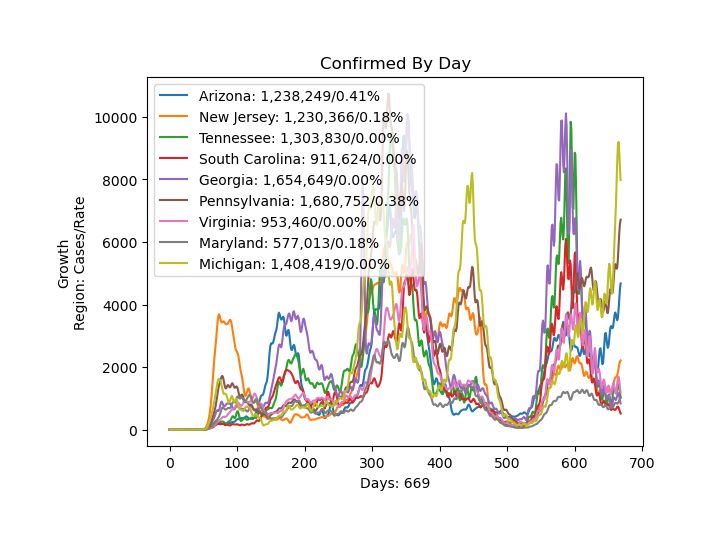 Confirmed By Day
Arizona: 1,238,249/0.41%
New Jersey: 1,230,366/0.18%
Tennessee: 1,303,830/0.00%
South Carolina: 911,624/0.00%
Georgia: 1,654,649/0.00%
Pennsylvania: 1,680,752/0.38%
Virginia: 953,460/0.00%
Maryland: 577,013/0.18%
Michigan: 1,408,419/0.00%
10000
8000
6000
4000
2000
0
Growth
Region: Cases/Rate
0 100 200 300 400 500 600 700
Days: 669